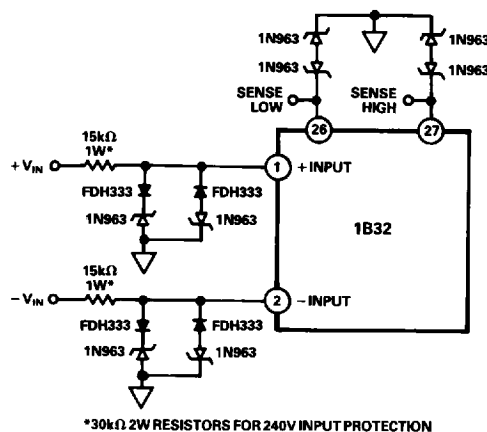 1N963
1N963
1N963
1N963
SENSE
LOW
SENSE
HIGH
26
27
15kΩ
1W*
+VIN
1
+INPUT
FDH333
FDH333
1N963
1N963
1B32
15kΩ
1W*
−VIN
2
−INPUT
FDH333
FDH333
1N963
1N963
*30kΩ 2W RESISTORS FOR 240V INPUT PROTECTION